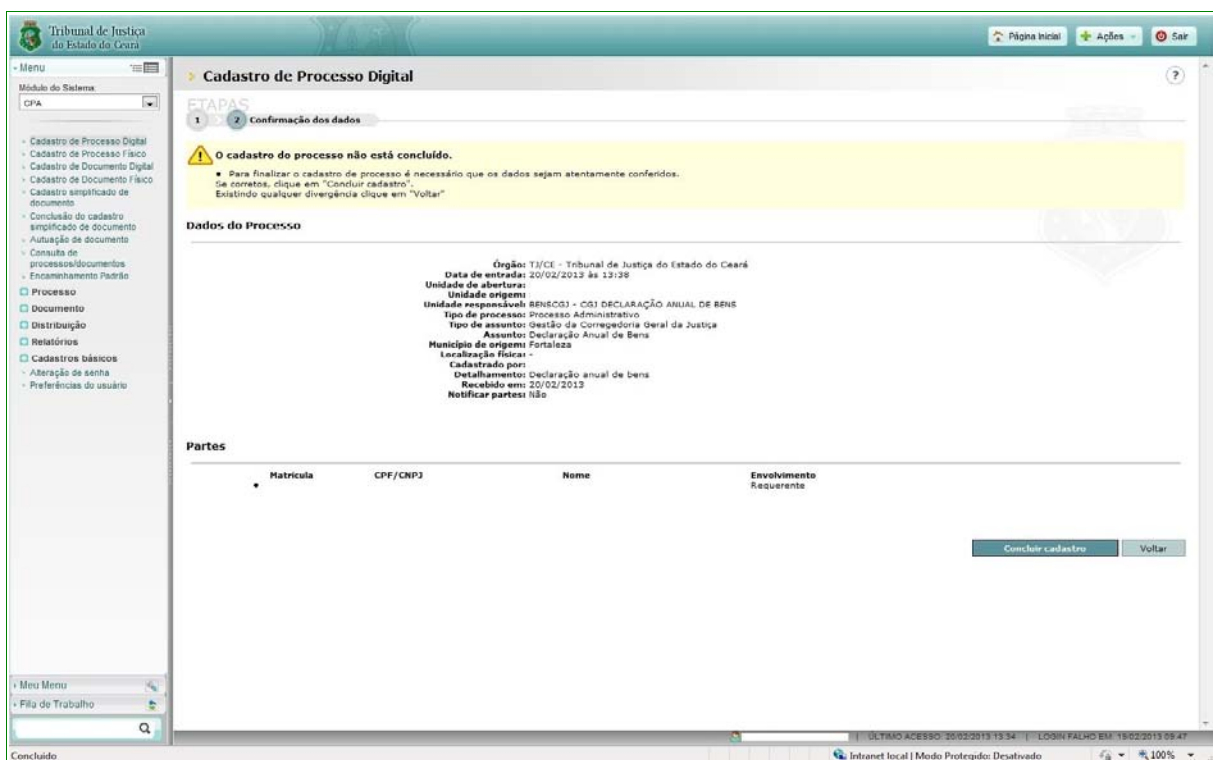 Tribunal de Justiça
do Estado do Ceará
Página Inicial
Ações
Sair
Menu
Módulo do Sistema:
CPA
Cadastro de Processo Digital
Cadastro de Processo Físico
Cadastro de Documento Digital
Cadastro de Documento Físico
Cadastro simplificado de
documento
Conclusão do cadastro
simplificado de documento
Autuação de documento
Consulta de
processos/documentos
Encaminhamento Padrão
Processo
Documento
Distribuição
Relatórios
Cadastros básicos
Alteração de senha
Preferências do usuário
Meu Menu
Fila de Trabalho
Cadastro de Processo Digital
?
ETAPAS
1 2 Confirmação dos dados
O cadastro do processo não está concluído.
Para finalizar o cadastro de processo é necessário que os dados sejam atentamente conferidos.
Se corretos, clique em "Concluir cadastro".
Existindo qualquer divergência clique em "Voltar"
Dados do Processo
Órgão: TJ/CE - Tribunal de Justiça do Estado do Ceará
Data de entrada: 20/02/2013 às 13:38
Unidade de abertura:
Unidade origem:
Unidade responsável: BENSCGJ - CGJ DECLARAÇÃO ANUAL DE BENS
Tipo de processo: Processo Administrativo
Tipo de assunto: Gestão da Corregedoria Geral da Justiça
Assunto: Declaração Anual de Bens
Município de origem: Fortaleza
Localização física: -
Cadastrado por:
Detalhamento: Declaração anual de bens
Recebido em: 20/02/2013
Notificar partes: Não
Partes
Matrícula CPF/CNPJ Nome Envolvimento
Requerente
Concluir cadastro Voltar
| ÚLTIMO ACESSO: 20/02/2013 13:34 | LOGIN FALHO EM: 19/02/2013 09:47
Concluído
Intranet local | Modo Protegido: Desativado
100%